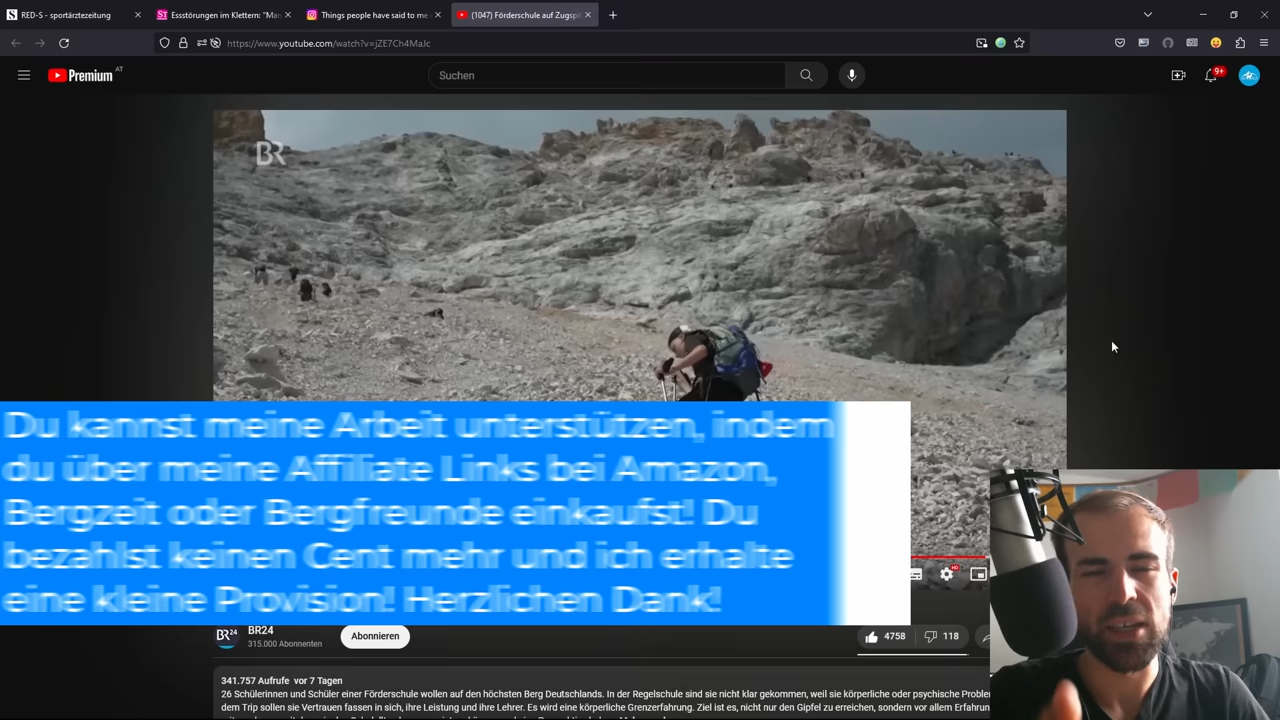 RED-S - sportärztezeitung
Essstörungen im Klettern: "Man
Things people have said to me
(1047) Förderschule auf Zugspi
https://www.youtube.com/watch?v=jZE7Ch4MaJc
Premium AT
Suchen
9+
BR
Du kannst meine Arbeit unterstützen, indem
du über meine Affiliate Links bei Amazon,
Bergzeit oder Bergfreunde einkaufst! Du
bezahlst keinen Cent mehr und ich erhalte
eine kleine Provision! Herzlichen Dank!
HD
BR24
BR24
315.000 Abonnenten
Abonnieren
4758
118
341.757 Aufrufe vor 7 Tagen
26 Schülerinnen und Schüler einer Förderschule wollen auf den höchsten Berg Deutschlands. In der Regelschule sind sie nicht klar gekommen, weil sie körperliche oder psychische Proble
dem Trip sollen sie Vertrauen fassen in sich, ihre Leistung und ihre Lehrer. Es wird eine körperliche Grenzerfahrung. Ziel ist es, nicht nur den Gipfel zu erreichen, sondern vor allem Erfahrun